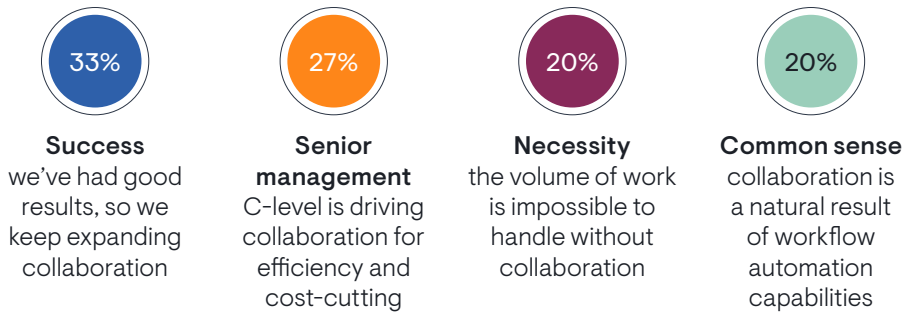 33%
Success
we’ve had good
results, so we
keep expanding
collaboration
27%
Senior
management
C-level is driving
collaboration for
efficiency and
cost-cutting
20%
Necessity
the volume of work
is impossible to
handle without
collaboration
20%
Common sense
collaboration is
a natural result
of workflow
automation
capabilities